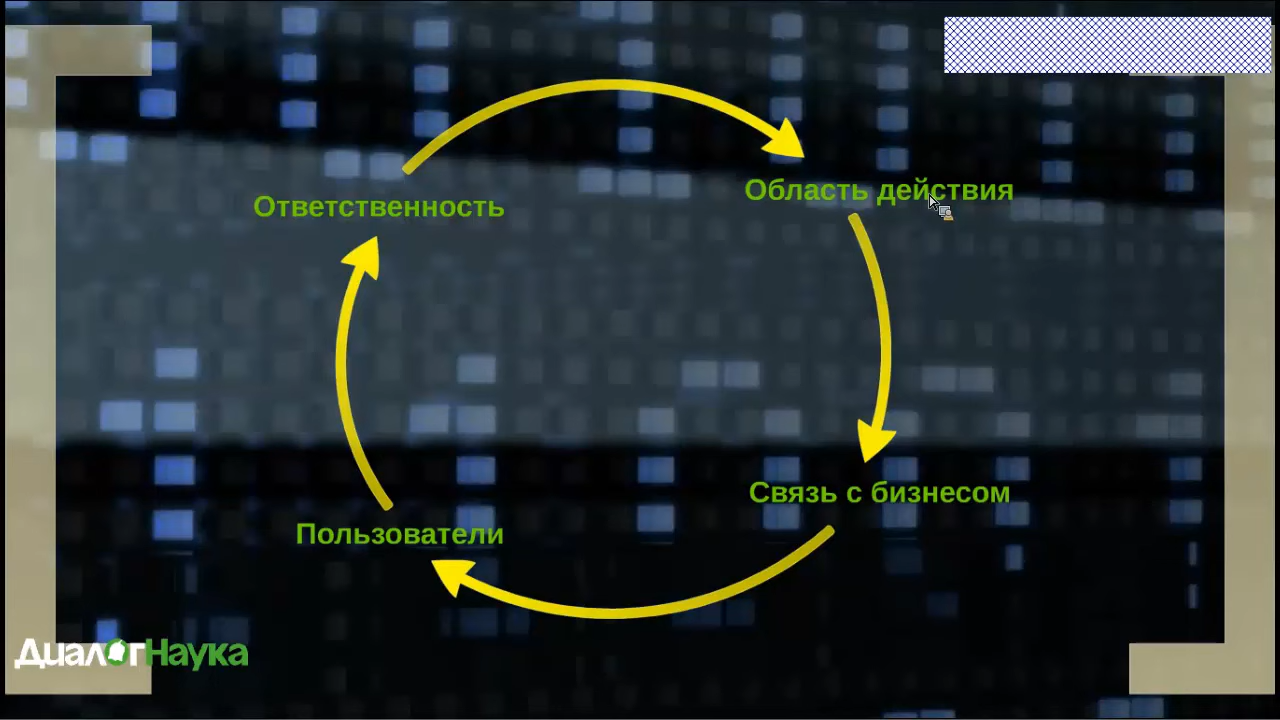 Ответственность
Область действия
Связь с бизнесом
Пользователи
ДиалогНаука